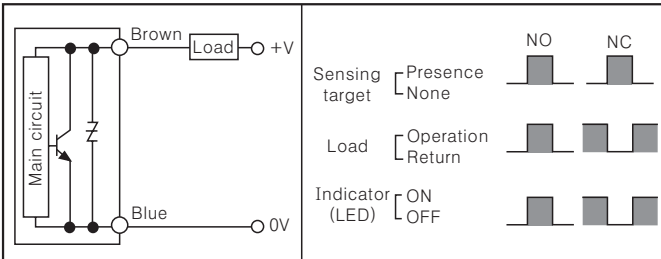 Brown
Load
+V
Main circuit
Blue
0V
NO NC
Sensing target
Presence
None
Load
Operation
Return
Indicator (LED)
ON
OFF